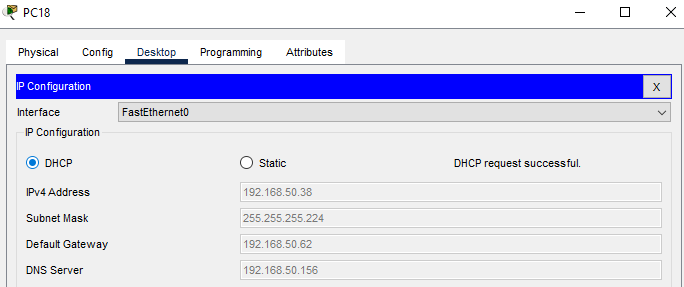 PC18
Physical Config Desktop Programming Attributes
IP Configuration X
Interface FastEthernet0
IP Configuration
DHCP Static DHCP request successful.
IPv4 Address 192.168.50.38
Subnet Mask 255.255.255.224
Default Gateway 192.168.50.62
DNS Server 192.168.50.156